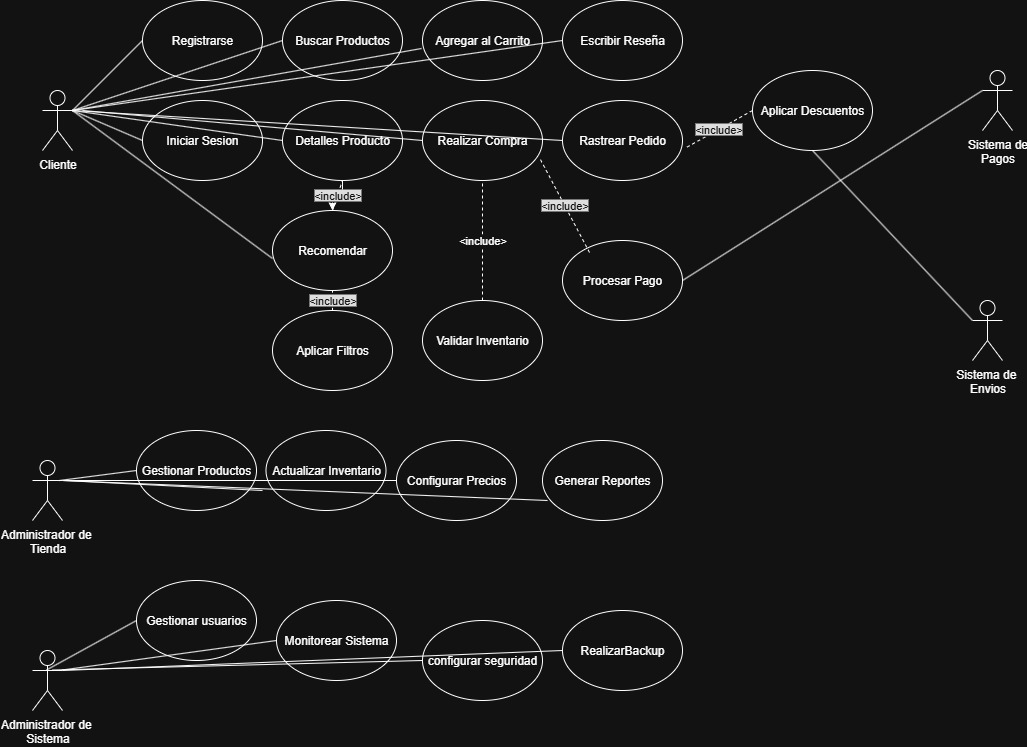 Registrarse
Buscar Productos
Agregar al Carrito
Escribir Reseña
Cliente
Iniciar Sesion
Detalles Producto
Realizar Compra
Rastrear Pedido
<include>
Aplicar Descuentos
Sistema de
Pagos
<include>
<include>
<include>
Recomendar
Procesar Pago
<include>
Aplicar Filtros
Validar Inventario
Sistema de
Envios
Administrador de
Tienda
Gestionar Productos
Actualizar Inventario
Configurar Precios
Generar Reportes
Administrador de
Sistema
Gestionar usuarios
Monitorear Sistema
configurar seguridad
RealizarBackup